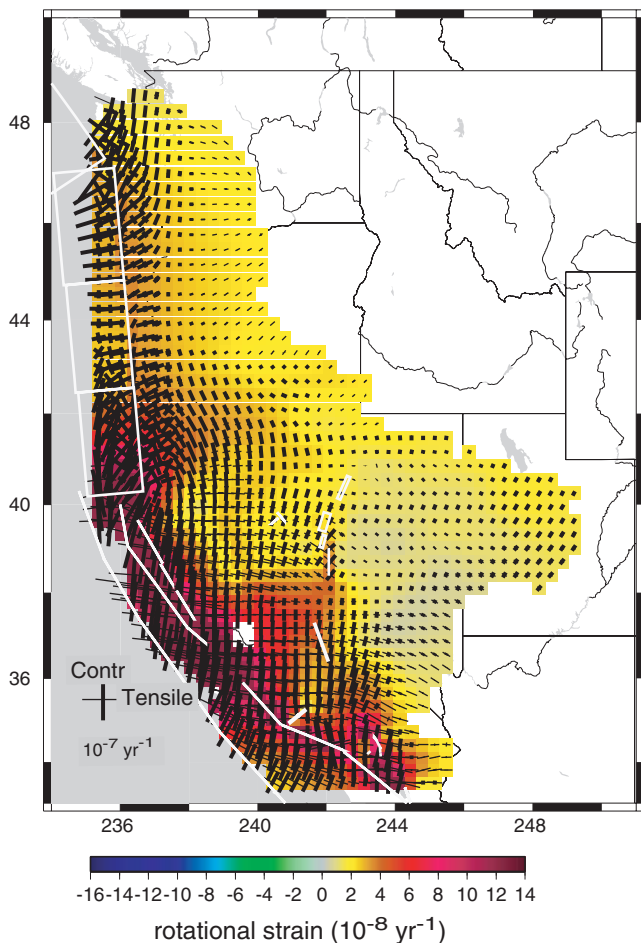 48
44
40
36
Contr
Tensile
10⁻⁷ yr⁻¹
236 240 244 248
-16 -14 -12 -10 -8 -6 -4 -2 0 2 4 6 8 10 12 14
rotational strain (10⁻⁸ yr⁻¹)